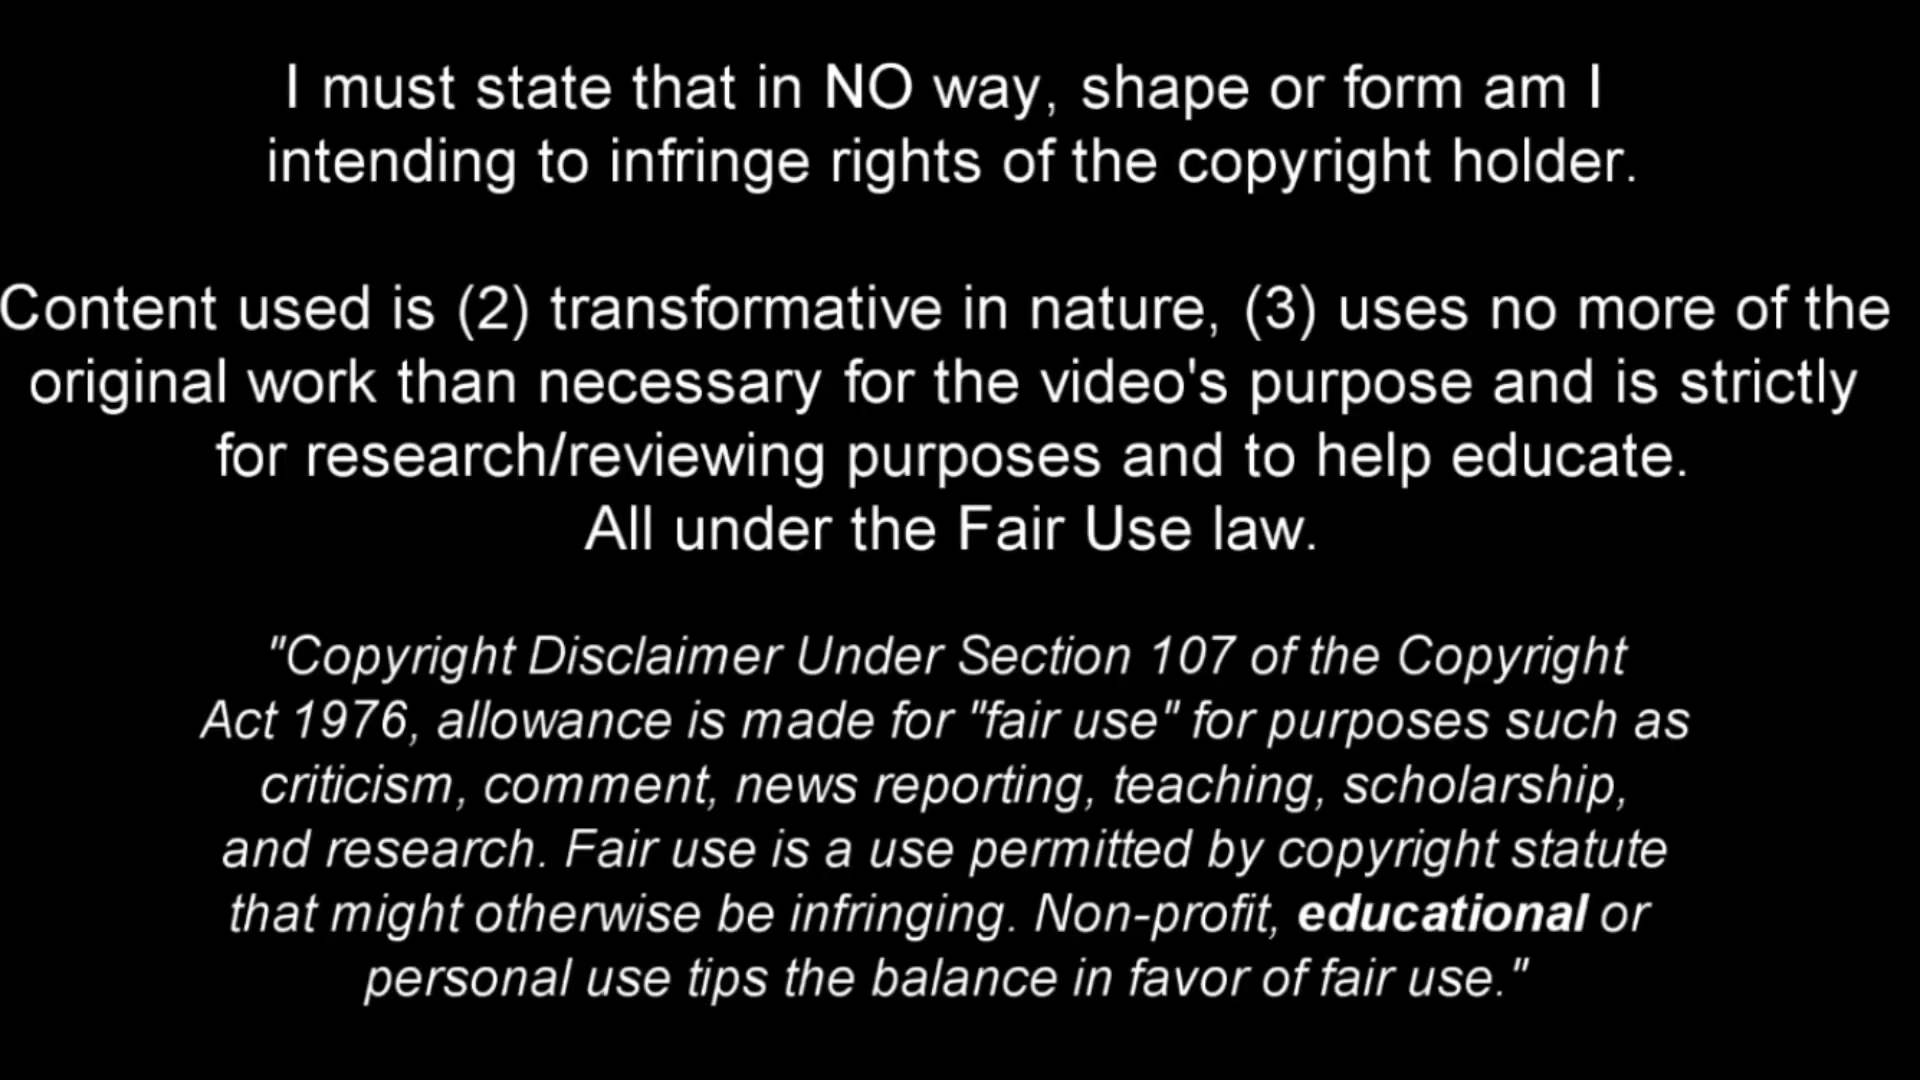 I must state that in NO way, shape or form am I
intending to infringe rights of the copyright holder.
Content used is (2) transformative in nature, (3) uses no more of the
original work than necessary for the video's purpose and is strictly
for research/reviewing purposes and to help educate.
All under the Fair Use law.
"Copyright Disclaimer Under Section 107 of the Copyright
Act 1976, allowance is made for "fair use" for purposes such as
criticism, comment, news reporting, teaching, scholarship,
and research. Fair use is a use permitted by copyright statute
that might otherwise be infringing. Non-profit, educational or
personal use tips the balance in favor of fair use."